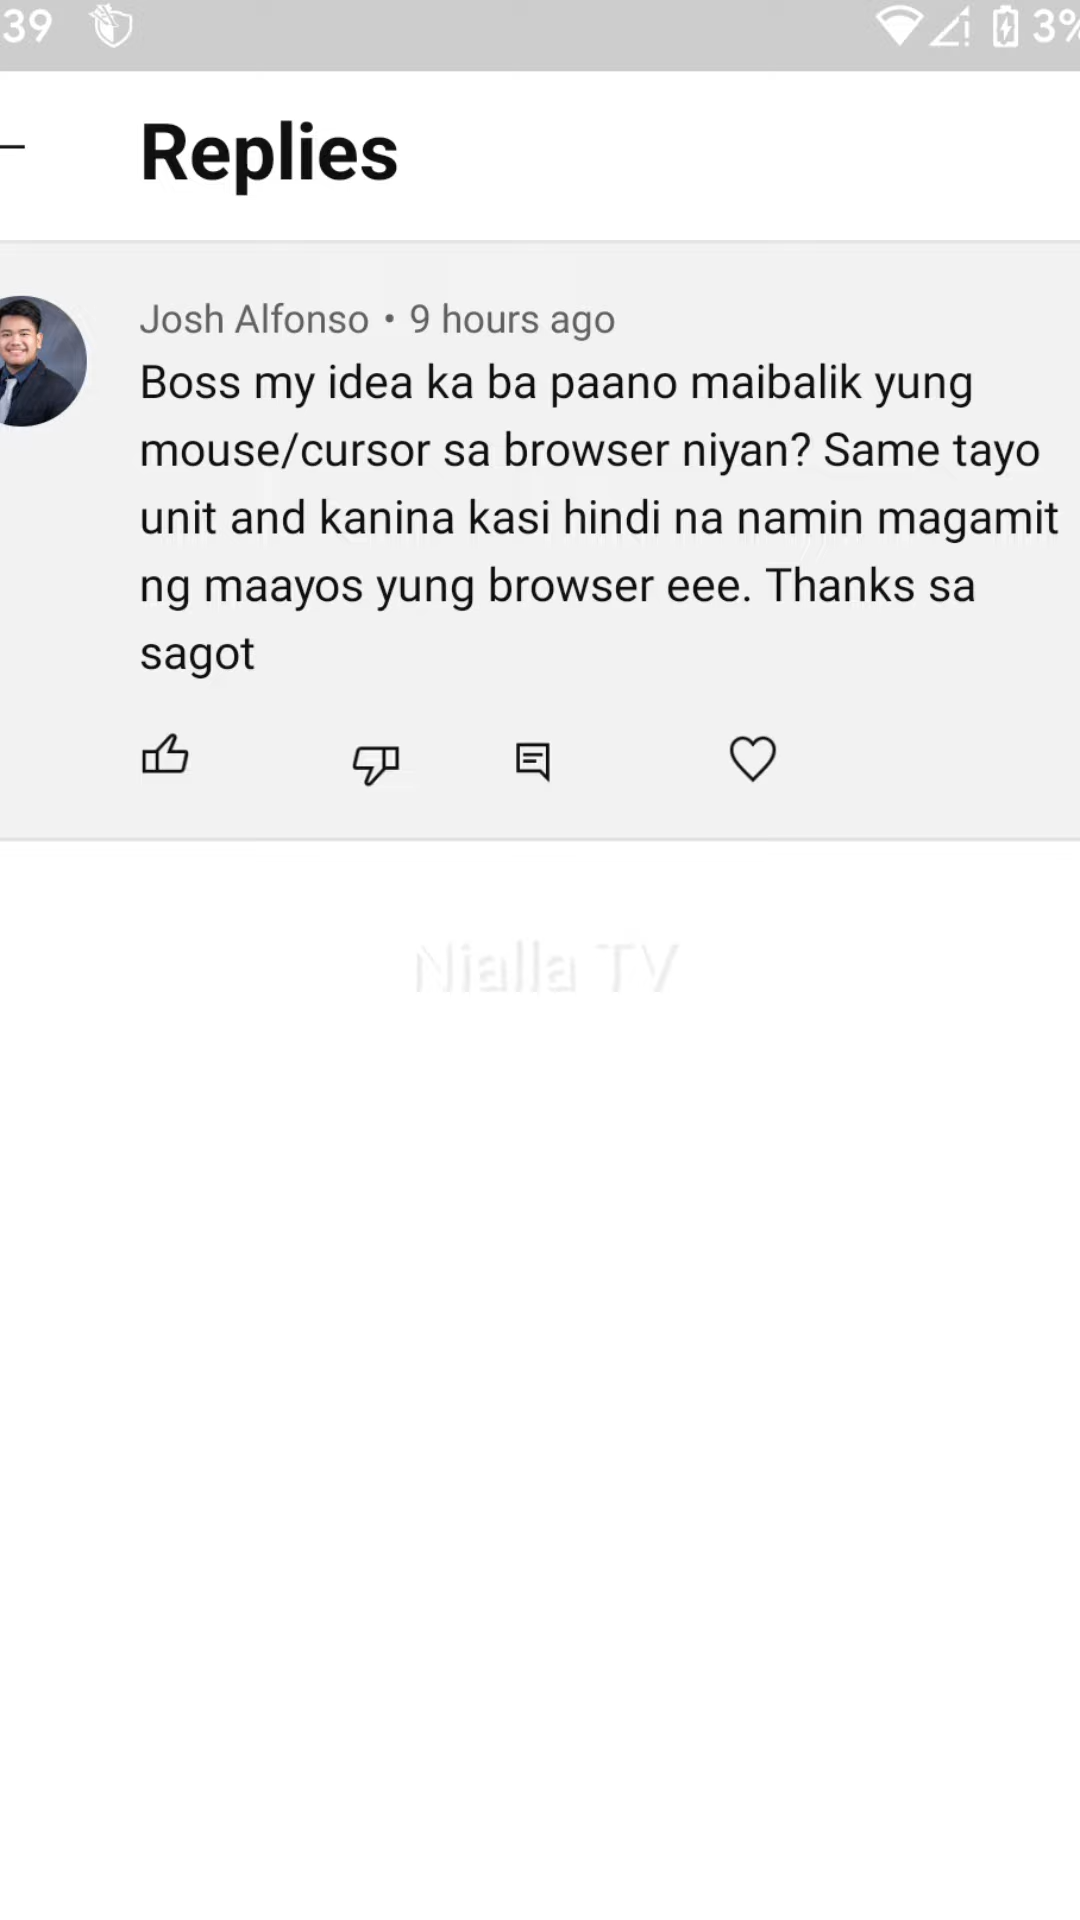 39
3%
Replies
Josh Alfonso • 9 hours ago
Boss my idea ka ba paano maibalik yung
mouse/cursor sa browser niyan? Same tayo
unit and kanina kasi hindi na namin magamit
ng maayos yung browser eee. Thanks sa
sagot
Nialla TV